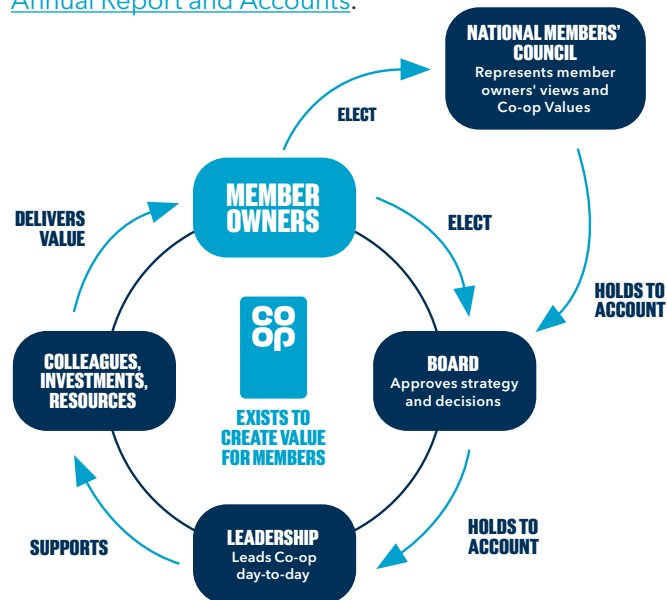 Annual Report and Accounts.
NATIONAL MEMBERS'
COUNCIL
Represents member
owners' views and
Co-op Values
ELECT
MEMBER
OWNERS
DELIVERS
VALUE
ELECT
HOLDS TO
ACCOUNT
CO
OP
COLLEAGUES,
INVESTMENTS,
RESOURCES
BOARD
Approves strategy
and decisions
EXISTS TO
CREATE VALUE
FOR MEMBERS
LEADERSHIP
Leads Co-op
day-to-day
SUPPORTS
HOLDS TO
ACCOUNT